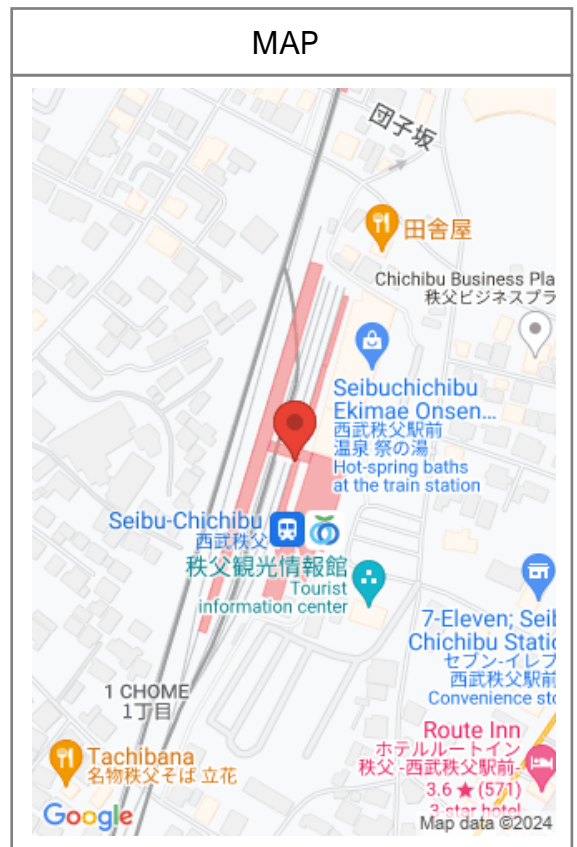 MAP
団子坂
田舎屋
Chichibu Business Pla
秩父ビジネスプラ
Seibuchichibu
Ekimae Onsen...
西武秩父駅前
温泉 祭の湯
Hot-spring baths
at the train station
Seibu-Chichibu
西武秩父
秩父観光情報館
Tourist
information center
7-Eleven; Seib
Chichibu Static
セブン-イレブ
西武秩父駅前
Convenience sto
1 CHOME
1丁目
Route Inn
ホテルルートイン
秩父 -西武秩父駅前-
3.6 ★ (571)
3-star hotel
Tachibana
名物秩父そば 立花
Google
Map data ©2024